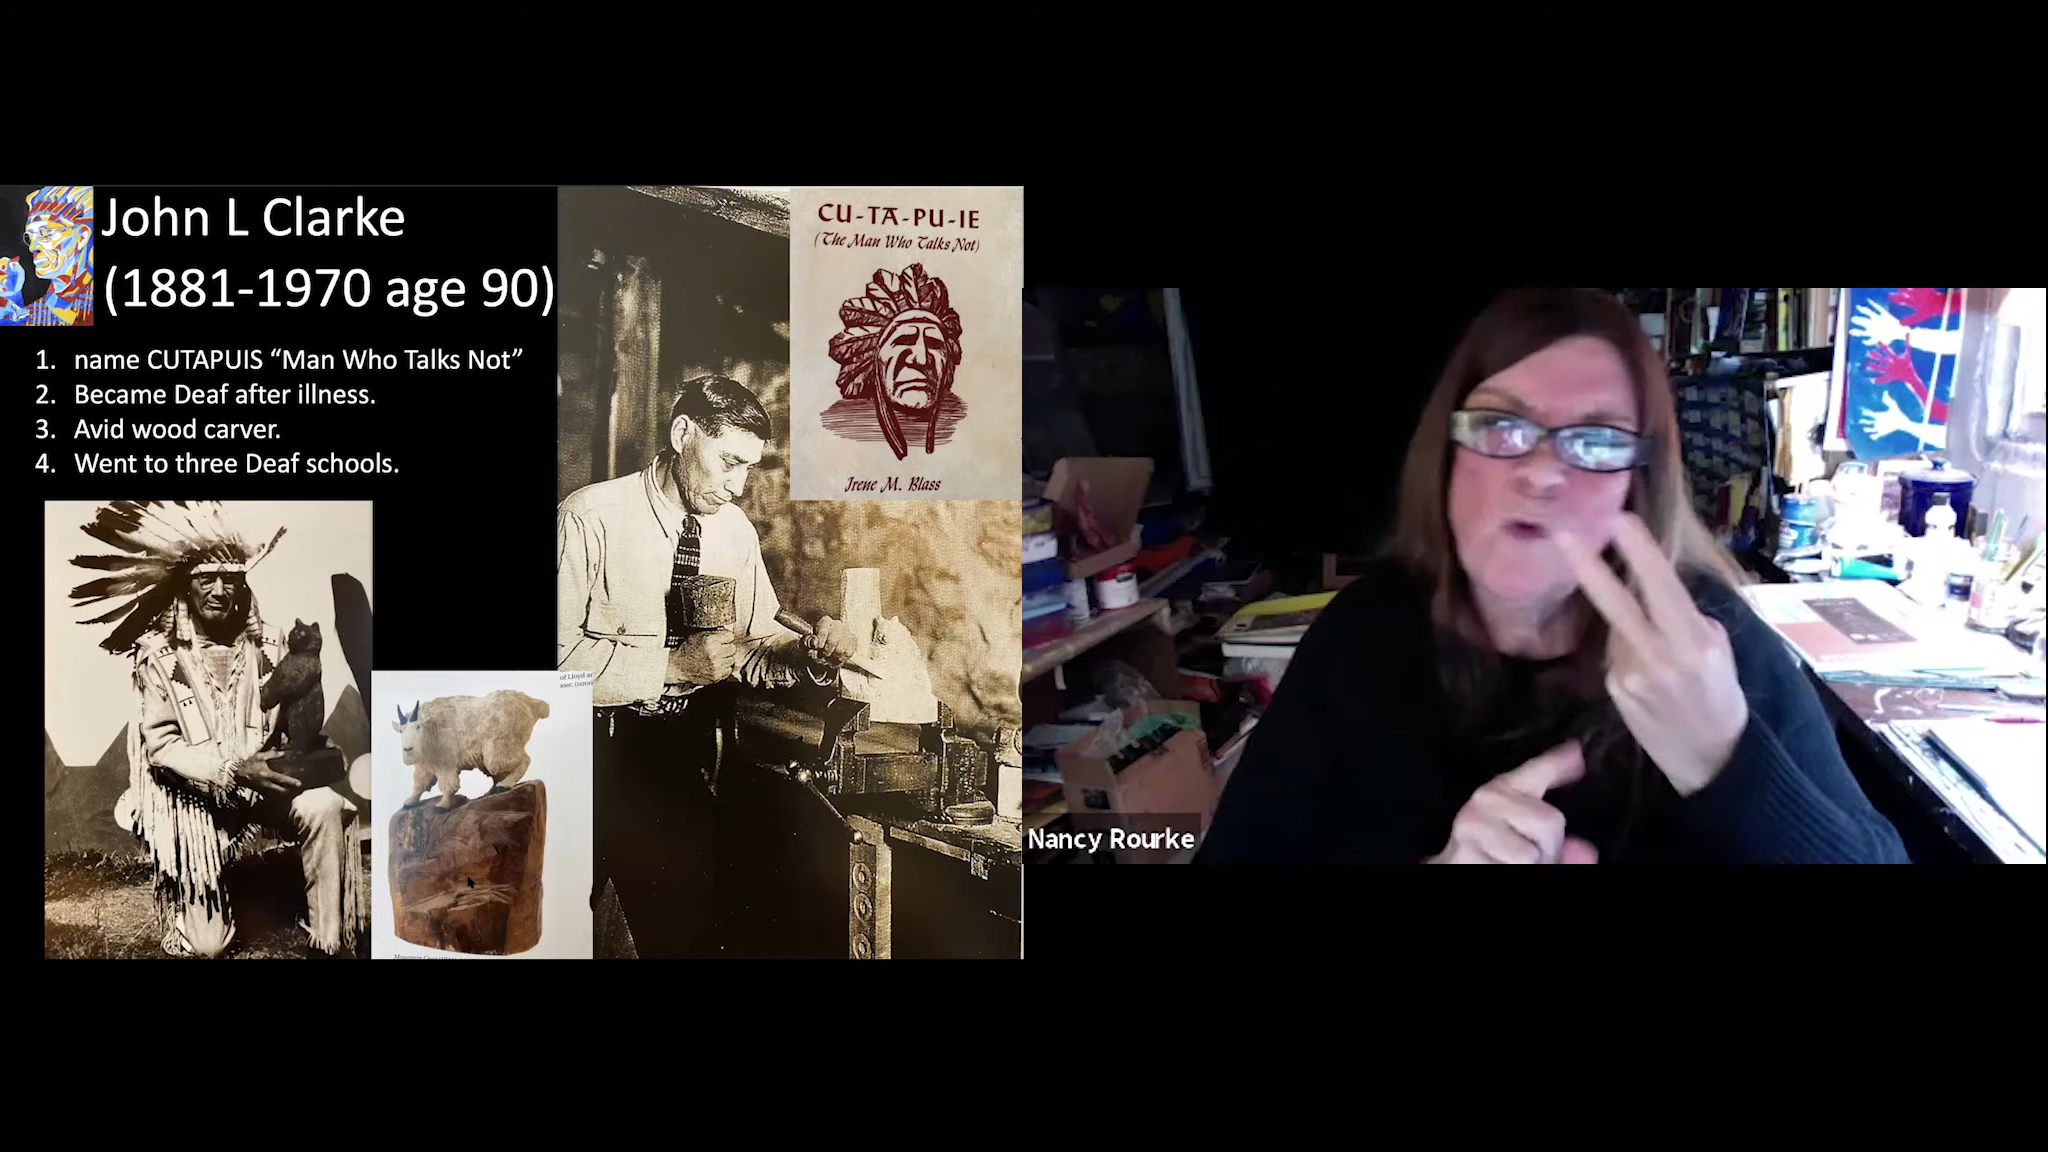 John L Clarke
(1881-1970 age 90)
1. name CUTAPUIS “Man Who Talks Not”
2. Became Deaf after illness.
3. Avid wood carver.
4. Went to three Deaf schools.
CU-TA-PU-IE
(The Man Who Talks Not)
Irene M. Blass
of Lloyd
Nancy Rourke